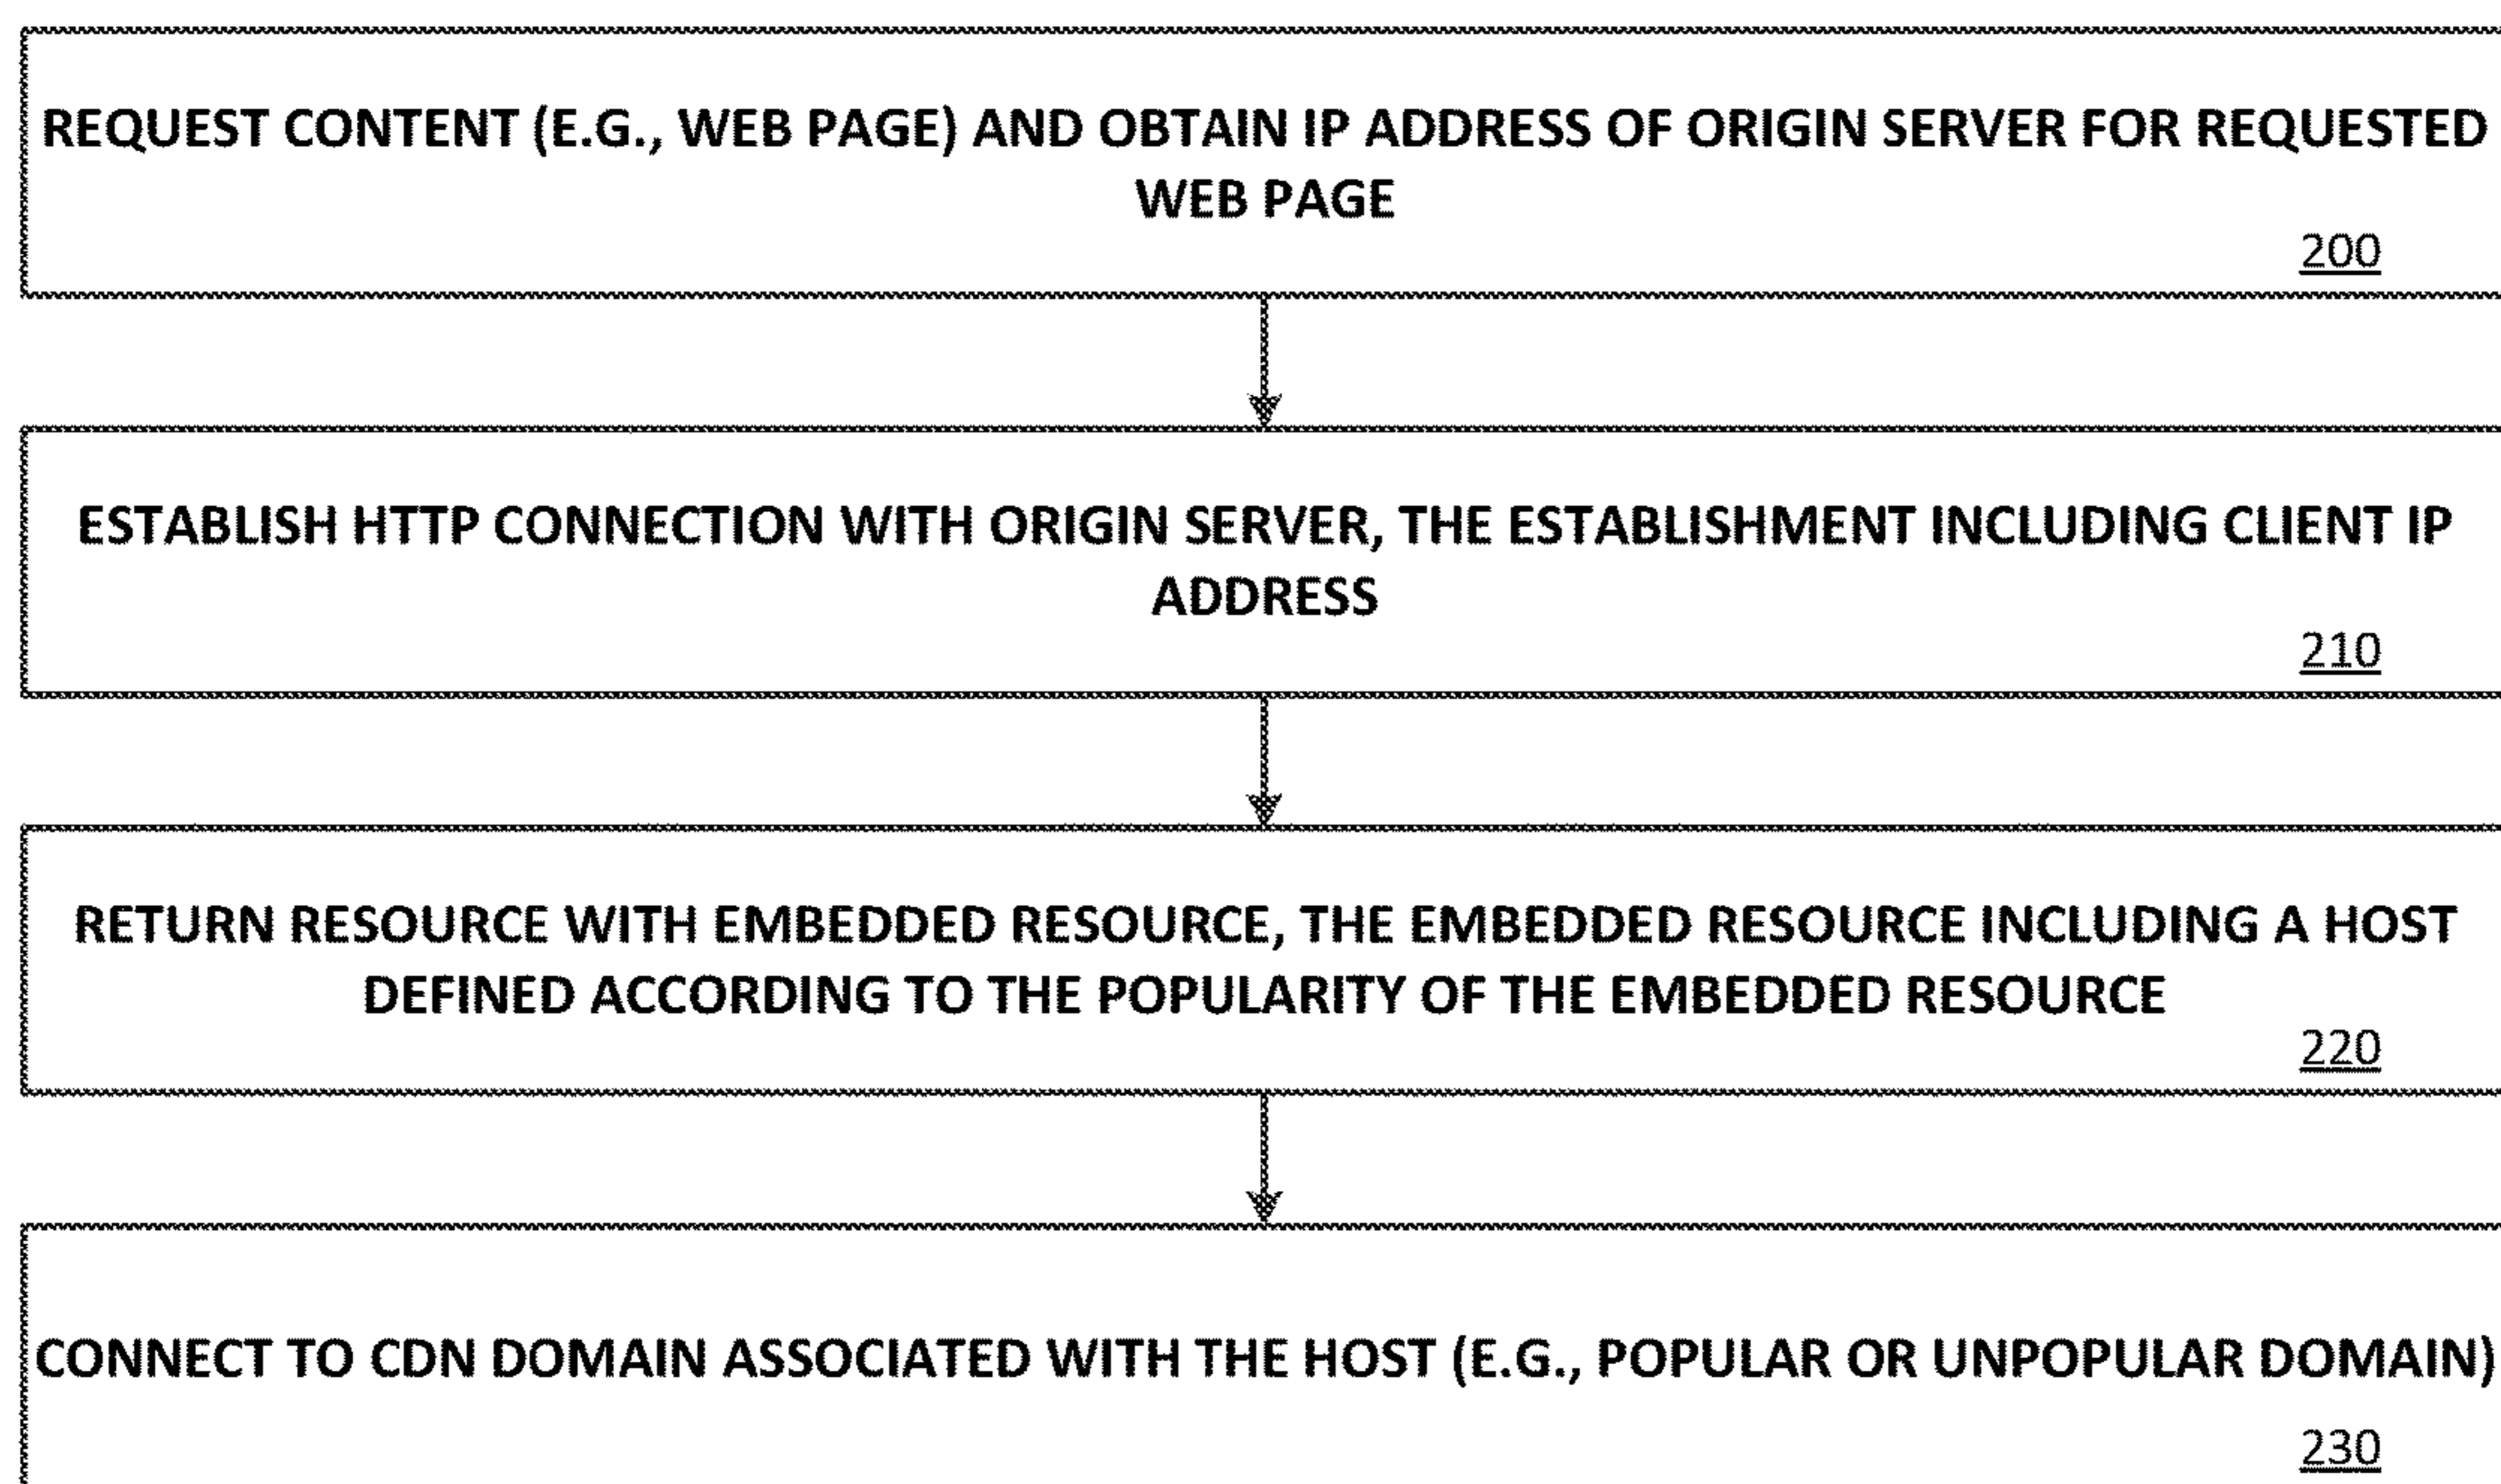 REQUEST CONTENT (E.G., WEB PAGE) AND OBTAIN IP ADDRESS OF ORIGIN SERVER FOR REQUESTED
WEB PAGE
200
ESTABLISH HTTP CONNECTION WITH ORIGIN SERVER, THE ESTABLISHMENT INCLUDING CLIENT IP
ADDRESS
210
RETURN RESOURCE WITH EMBEDDED RESOURCE, THE EMBEDDED RESOURCE INCLUDING A HOST
DEFINED ACCORDING TO THE POPULARITY OF THE EMBEDDED RESOURCE
220
CONNECT TO CDN DOMAIN ASSOCIATED WITH THE HOST (E.G., POPULAR OR UNPOPULAR DOMAIN)
230